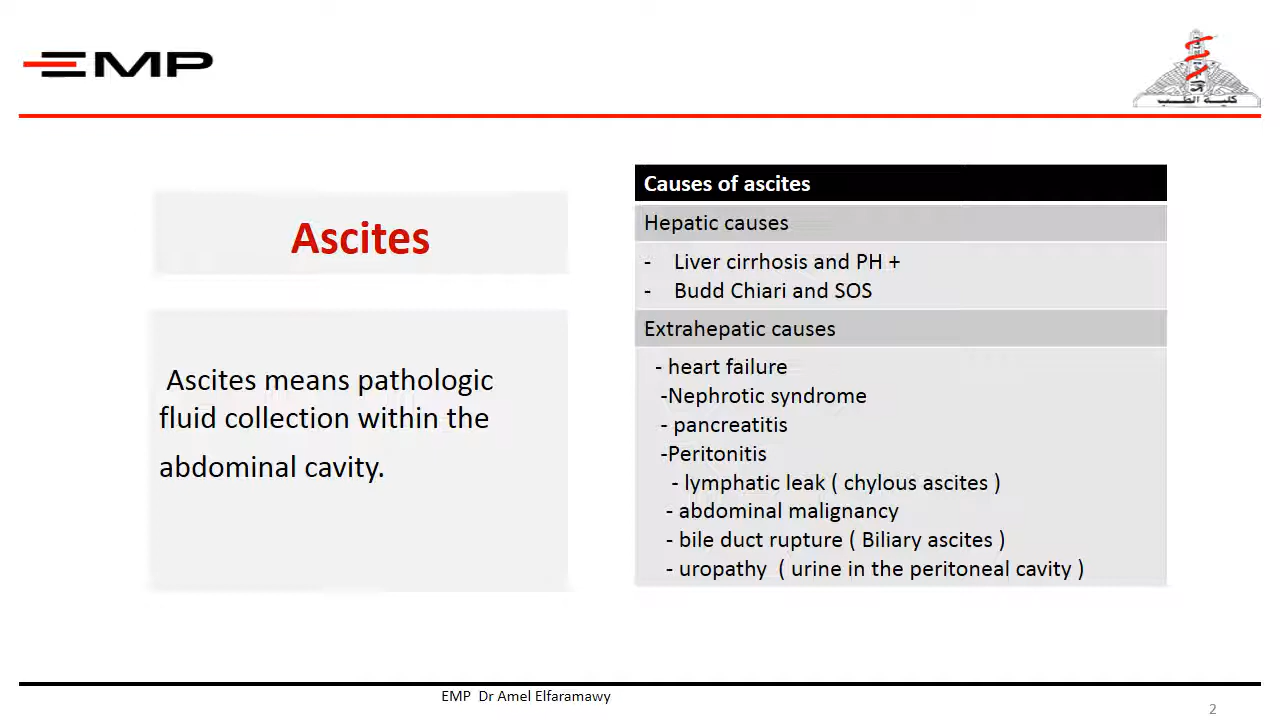 EMP
كلية الطب
Ascites
Ascites means pathologic
fluid collection within the
abdominal cavity.
Causes of ascites
Hepatic causes
- Liver cirrhosis and PH +
- Budd Chiari and SOS
Extrahepatic causes
- heart failure
-Nephrotic syndrome
- pancreatitis
-Peritonitis
- lymphatic leak ( chylous ascites )
- abdominal malignancy
- bile duct rupture ( Biliary ascites )
- uropathy ( urine in the peritoneal cavity )
EMP Dr Amel Elfaramawy
2